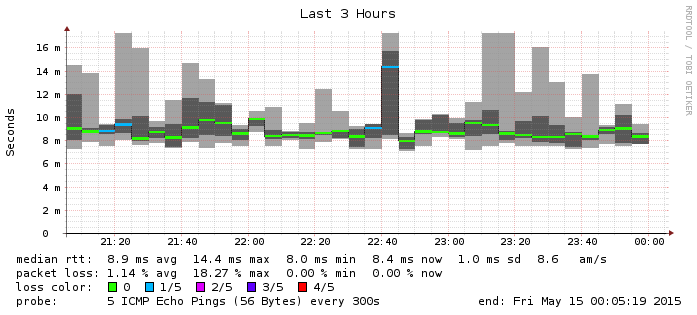 Last 3 Hours
RRDTOOL / TOBI OETIKER
Seconds
16 m
14 m
12 m
10 m
8 m
6 m
4 m
2 m
0
21:20 21:40 22:00 22:20 22:40 23:00 23:20 23:40 00:00
median rtt: 8.9 ms avg 14.4 ms max 8.0 ms min 8.4 ms now 1.0 ms sd 8.6 am/s
packet loss: 1.14 % avg 18.27 % max 0.00 % min 0.00 % now
loss color: 0 1/5 2/5 3/5 4/5
probe: 5 ICMP Echo Pings (56 Bytes) every 300s end: Fri May 15 00:05:19 2015